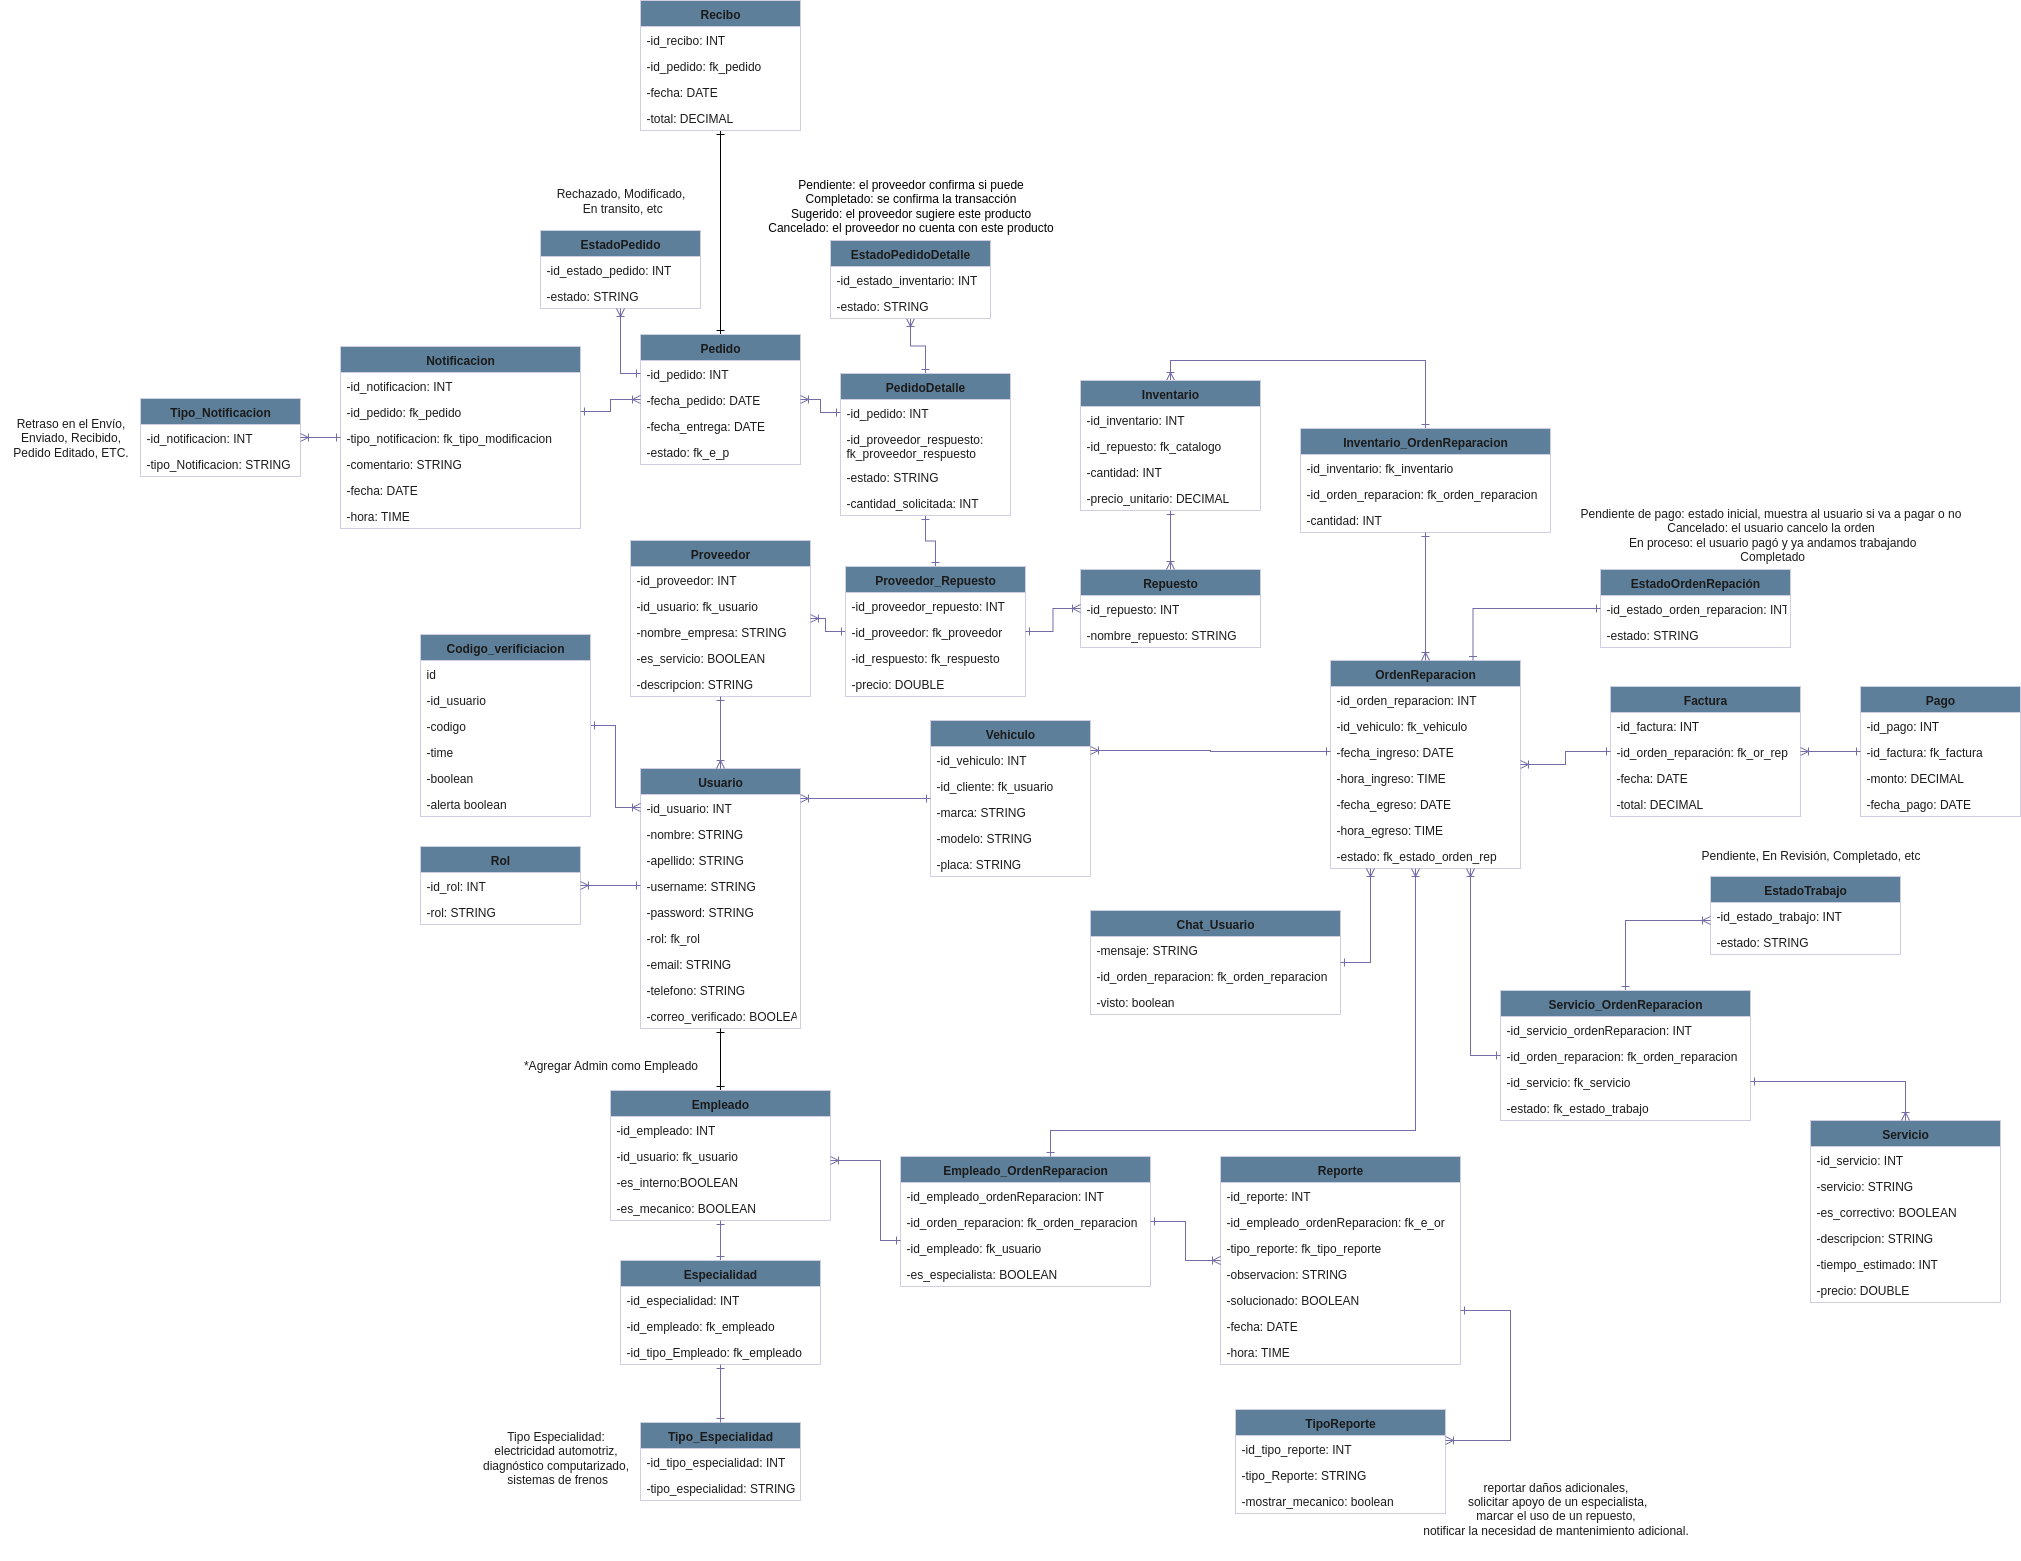 Recibo
-id_recibo: INT
-id_pedido: fk_pedido
-fecha: DATE
-total: DECIMAL
Rechazado, Modificado,
En transito, etc
EstadoPedido
-id_estado_pedido: INT
-estado: STRING
Pendiente: el proveedor confirma si puede
Completado: se confirma la transacción
Sugerido: el proveedor sugiere este producto
Cancelado: el proveedor no cuenta con este producto
EstadoPedidoDetalle
-id_estado_inventario: INT
-estado: STRING
Retraso en el Envío,
Enviado, Recibido,
Pedido Editado, ETC.
Tipo_Notificacion
-id_notificacion: INT
-tipo_Notificacion: STRING
Notificacion
-id_notificacion: INT
-id_pedido: fk_pedido
-tipo_notificacion: fk_tipo_modificacion
-comentario: STRING
-fecha: DATE
-hora: TIME
Pedido
-id_pedido: INT
-fecha_pedido: DATE
-fecha_entrega: DATE
-estado: fk_e_p
PedidoDetalle
-id_pedido: INT
-id_proveedor_respuesto:
fk_proveedor_respuesto
-estado: STRING
-cantidad_solicitada: INT
Inventario
-id_inventario: INT
-id_repuesto: fk_catalogo
-cantidad: INT
-precio_unitario: DECIMAL
Inventario_OrdenReparacion
-id_inventario: fk_inventario
-id_orden_reparacion: fk_orden_reparacion
-cantidad: INT
Pendiente de pago: estado inicial, muestra al usuario si va a pagar o no
Cancelado: el usuario cancelo la orden
En proceso: el usuario pagó y ya andamos trabajando
Completado
EstadoOrdenRepación
-id_estado_orden_reparacion: INT
-estado: STRING
Proveedor
-id_proveedor: INT
-id_usuario: fk_usuario
-nombre_empresa: STRING
-es_servicio: BOOLEAN
-descripcion: STRING
Proveedor_Repuesto
-id_proveedor_repuesto: INT
-id_proveedor: fk_proveedor
-id_respuesto: fk_respuesto
-precio: DOUBLE
Repuesto
-id_repuesto: INT
-nombre_repuesto: STRING
Codigo_verificiacion
id
-id_usuario
-codigo
-time
-boolean
-alerta boolean
Rol
-id_rol: INT
-rol: STRING
Usuario
-id_usuario: INT
-nombre: STRING
-apellido: STRING
-username: STRING
-password: STRING
-rol: fk_rol
-email: STRING
-telefono: STRING
-correo_verificado: BOOLEA
Vehiculo
-id_vehiculo: INT
-id_cliente: fk_usuario
-marca: STRING
-modelo: STRING
-placa: STRING
OrdenReparacion
-id_orden_reparacion: INT
-id_vehiculo: fk_vehiculo
-fecha_ingreso: DATE
-hora_ingreso: TIME
-fecha_egreso: DATE
-hora_egreso: TIME
-estado: fk_estado_orden_rep
Factura
-id_factura: INT
-id_orden_reparación: fk_or_rep
-fecha: DATE
-total: DECIMAL
Pago
-id_pago: INT
-id_factura: fk_factura
-monto: DECIMAL
-fecha_pago: DATE
Pendiente, En Revisión, Completado, etc
EstadoTrabajo
-id_estado_trabajo: INT
-estado: STRING
Chat_Usuario
-mensaje: STRING
-id_orden_reparacion: fk_orden_reparacion
-visto: boolean
Servicio_OrdenReparacion
-id_servicio_ordenReparacion: INT
-id_orden_reparacion: fk_orden_reparacion
-id_servicio: fk_servicio
-estado: fk_estado_trabajo
Servicio
-id_servicio: INT
-servicio: STRING
-es_correctivo: BOOLEAN
-descripcion: STRING
-tiempo_estimado: INT
-precio: DOUBLE
*Agregar Admin como Empleado
Empleado
-id_empleado: INT
-id_usuario: fk_usuario
-es_interno:BOOLEAN
-es_mecanico: BOOLEAN
Empleado_OrdenReparacion
-id_empleado_ordenReparacion: INT
-id_orden_reparacion: fk_orden_reparacion
-id_empleado: fk_usuario
-es_especialista: BOOLEAN
Reporte
-id_reporte: INT
-id_empleado_ordenReparacion: fk_e_or
-tipo_reporte: fk_tipo_reporte
-observacion: STRING
-solucionado: BOOLEAN
-fecha: DATE
-hora: TIME
Especialidad
-id_especialidad: INT
-id_empleado: fk_empleado
-id_tipo_Empleado: fk_empleado
Tipo Especialidad:
electricidad automotriz,
diagnóstico computarizado,
sistemas de frenos
Tipo_Especialidad
-id_tipo_especialidad: INT
-tipo_especialidad: STRING
TipoReporte
-id_tipo_reporte: INT
-tipo_Reporte: STRING
-mostrar_mecanico: boolean
reportar daños adicionales,
solicitar apoyo de un especialista,
marcar el uso de un repuesto,
notificar la necesidad de mantenimiento adicional.